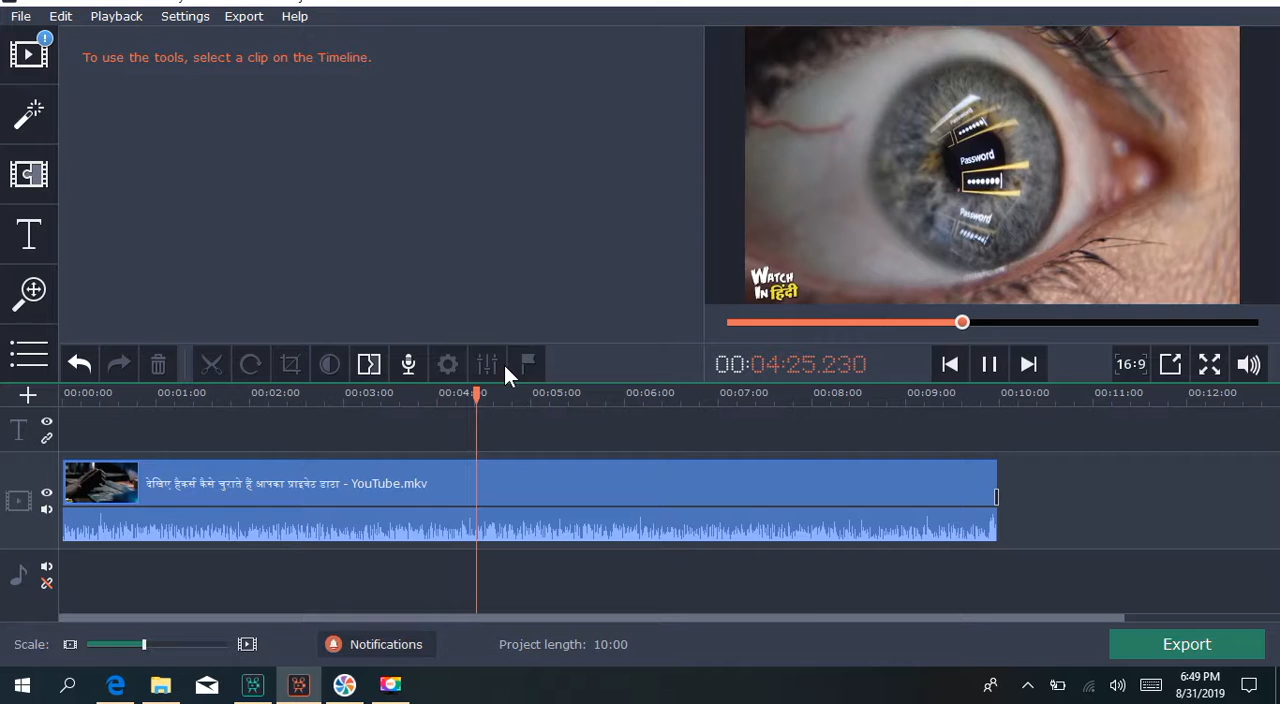 File Edit Playback Settings Export Help
To use the tools, select a clip on the Timeline.
Password
Password
WATCH
IN हिंदी
00:04:25.230
16:9
00:00:00 00:01:00 00:02:00 00:03:00 00:04: 00:05:00 00:06:00 00:07:00 00:08:00 00:09:00 00:10:00 00:11:00 00:12:00
T
देखिए हैकर्स कैसे चुराते हैं आपका प्राइवेट डाटा - YouTube.mkv
Scale: Notifications Project length: 10:00 Export
6:49 PM
8/31/2019